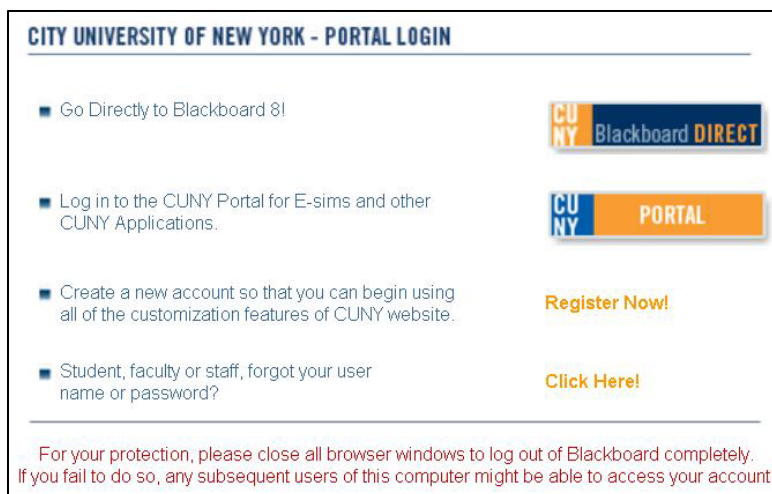 CITY UNIVERSITY OF NEW YORK - PORTAL LOGIN
Go Directly to Blackboard 8!
CU
NY Blackboard DIRECT
Log in to the CUNY Portal for E-sims and other
CUNY Applications.
CU
NY PORTAL
Create a new account so that you can begin using
all of the customization features of CUNY website.
Register Now!
Student, faculty or staff, forgot your user
name or password?
Click Here!
For your protection, please close all browser windows to log out of Blackboard completely.
If you fail to do so, any subsequent users of this computer might be able to access your account